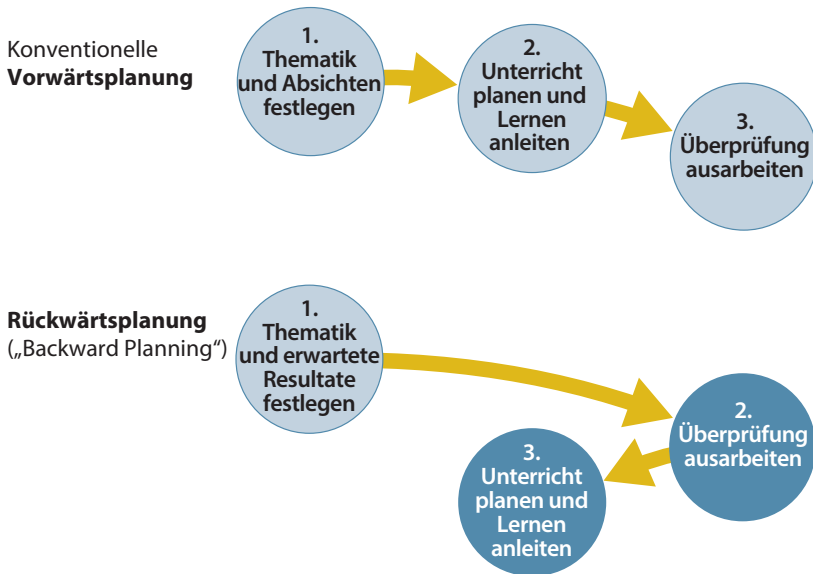 Konventionelle
Vorwärtsplanung
1.
Thematik
und Absichten
festlegen
2.
Unterricht
planen und
Lernen
anleiten
3.
Überprüfung
ausarbeiten
Rückwärtsplanung
(„Backward Planning“)
1.
Thematik
und erwartete
Resultate
festlegen
2.
Überprüfung
ausarbeiten
3.
Unterricht
planen und
Lernen
anleiten